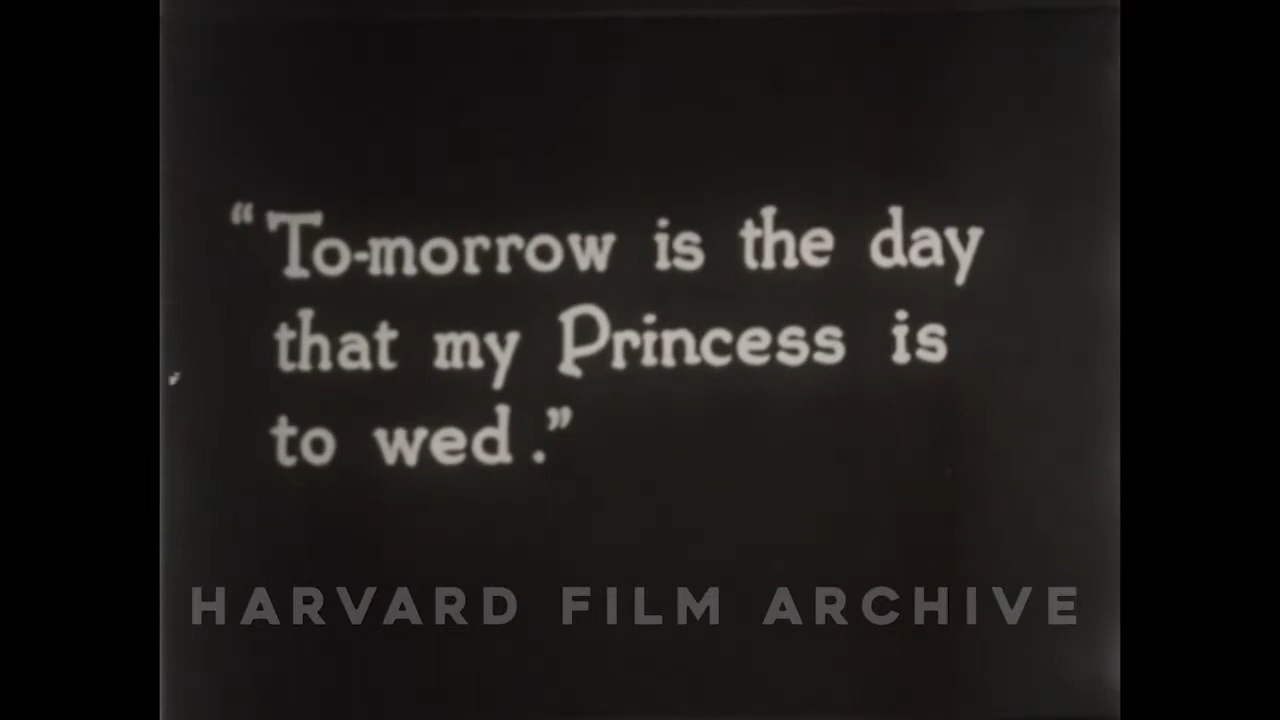 “To-morrow is the day
that my Princess is
to wed.”
HARVARD FILM ARCHIVE